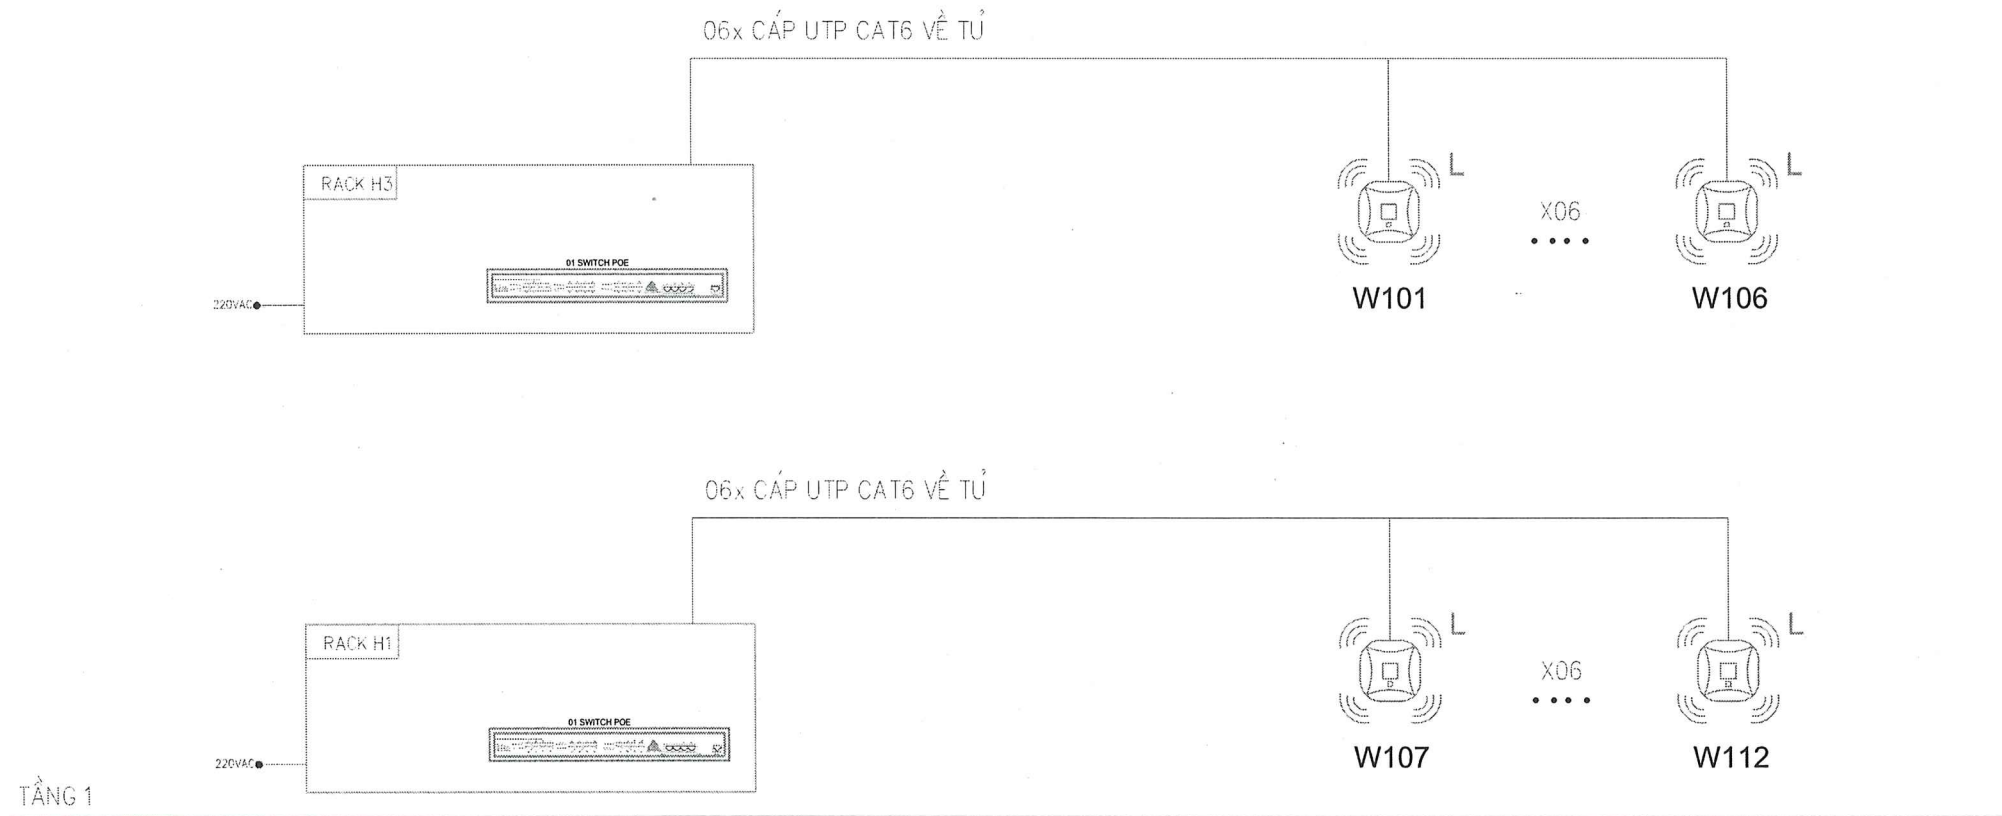 06x CÁP UTP CAT6 VỀ TỦ
RACK H3
L
L
X06
01 SWITCH POE
220VAC
W101
W106
06x CÁP UTP CAT6 VỀ TỦ
RACK H1
L
L
X06
01 SWITCH POE
220VAC
W107
W112
TẦNG 1